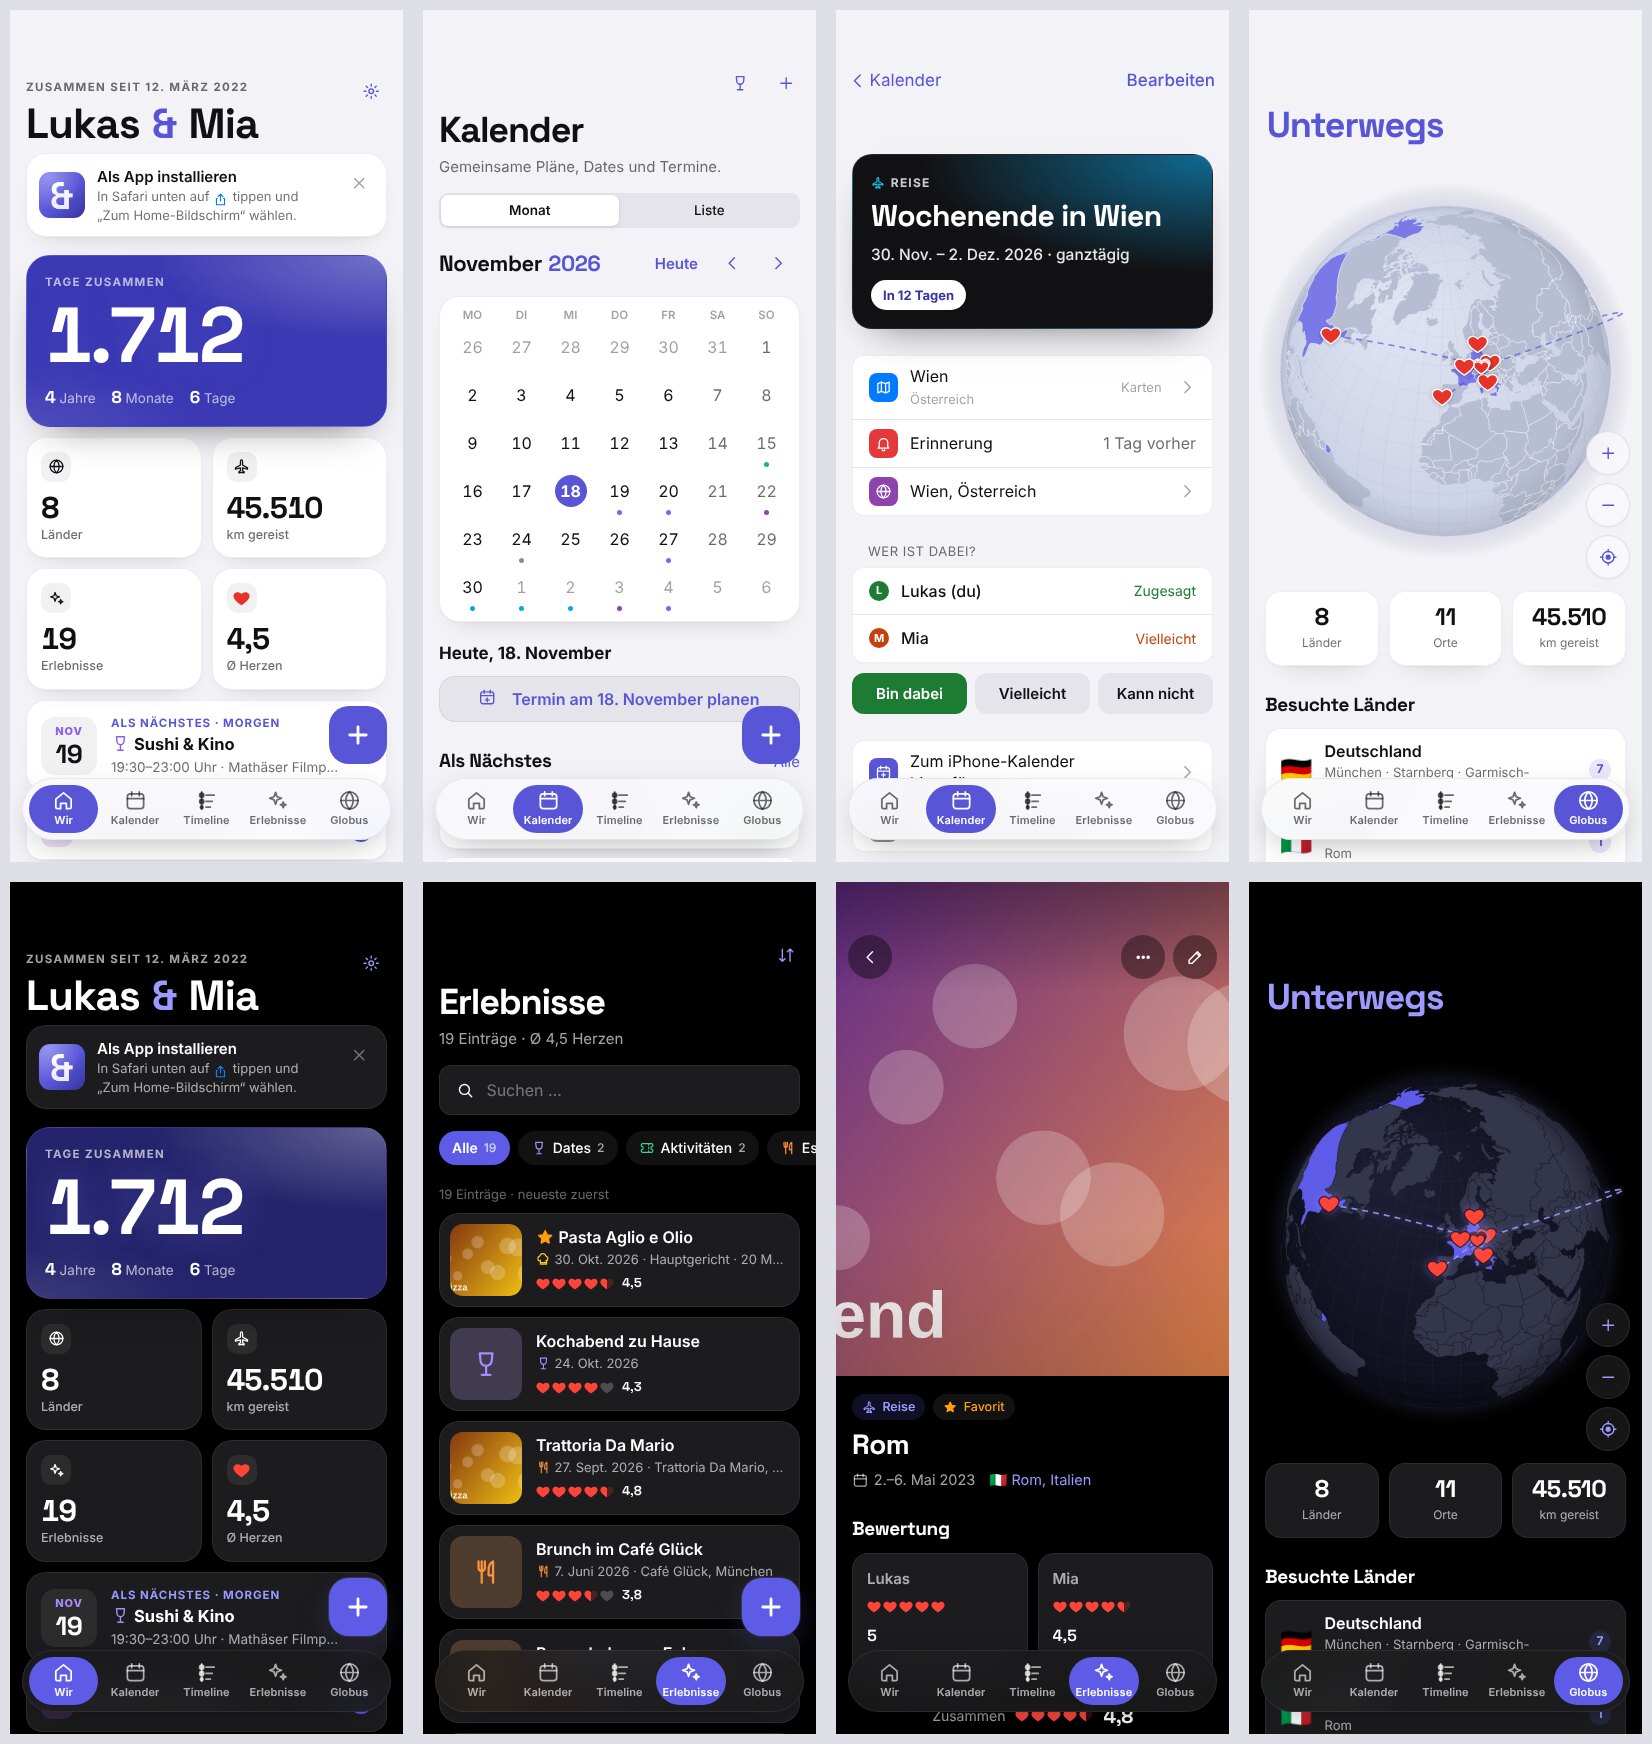 ZUSAMMEN SEIT 12. MÄRZ 2022
Lukas & Mia
&
Als App installieren
In Safari unten auf tippen und
„Zum Home-Bildschirm“ wählen.
TAGE ZUSAMMEN
1.712
4 Jahre 8 Monate 6 Tage
8
Länder
45.510
km gereist
19
Erlebnisse
4,5
Ø Herzen
NOV
19
ALS NÄCHSTES · MORGEN
Sushi & Kino
19:30–23:00 Uhr · Mathäser Filmp…
Wir Kalender Timeline Erlebnisse Globus
Kalender
Gemeinsame Pläne, Dates und Termine.
Monat Liste
November 2026 Heute
MO DI MI DO FR SA SO
26 27 28 29 30 31 1
2 3 4 5 6 7 8
9 10 11 12 13 14 15
16 17 18 19 20 21 22
23 24 25 26 27 28 29
30 1 2 3 4 5 6
Heute, 18. November
Termin am 18. November planen
Als Nächstes Alle
Wir Kalender Timeline Erlebnisse Globus
Kalender Bearbeiten
REISE
Wochenende in Wien
30. Nov. – 2. Dez. 2026 · ganztägig
In 12 Tagen
Wien
Österreich
Karten
Erinnerung 1 Tag vorher
Wien, Österreich
WER IST DABEI?
L Lukas (du) Zugesagt
M Mia Vielleicht
Bin dabei Vielleicht Kann nicht
Zum iPhone-Kalender
Wir Kalender Timeline Erlebnisse Globus
Unterwegs
8
Länder
11
Orte
45.510
km gereist
Besuchte Länder
Deutschland
München · Starnberg · Garmisch-
7
Rom
1
Wir Kalender Timeline Erlebnisse Globus
ZUSAMMEN SEIT 12. MÄRZ 2022
Lukas & Mia
&
Als App installieren
In Safari unten auf tippen und
„Zum Home-Bildschirm“ wählen.
TAGE ZUSAMMEN
1.712
4 Jahre 8 Monate 6 Tage
8
Länder
45.510
km gereist
19
Erlebnisse
4,5
Ø Herzen
NOV
19
ALS NÄCHSTES · MORGEN
Sushi & Kino
19:30–23:00 Uhr · Mathäser Filmp…
Wir Kalender Timeline Erlebnisse Globus
Erlebnisse
19 Einträge · Ø 4,5 Herzen
Suchen …
Alle 19 Dates 2 Aktivitäten 2 Es
19 Einträge · neueste zuerst
izza
Pasta Aglio e Olio
30. Okt. 2026 · Hauptgericht · 20 M…
4,5
Kochabend zu Hause
24. Okt. 2026
4,3
izza
Trattoria Da Mario
27. Sept. 2026 · Trattoria Da Mario, …
4,8
Brunch im Café Glück
7. Juni 2026 · Café Glück, München
3,8
Wir Kalender Timeline Erlebnisse Globus
end
Reise Favorit
Rom
2.–6. Mai 2023 Rom, Italien
Bewertung
Lukas
5
Mia
4,5
Wir Kalender Timeline Erlebnisse Globus
Zusammen 4,8
Unterwegs
8
Länder
11
Orte
45.510
km gereist
Besuchte Länder
Deutschland
München · Starnberg · Garmisch-
7
Rom
1
Wir Kalender Timeline Erlebnisse Globus